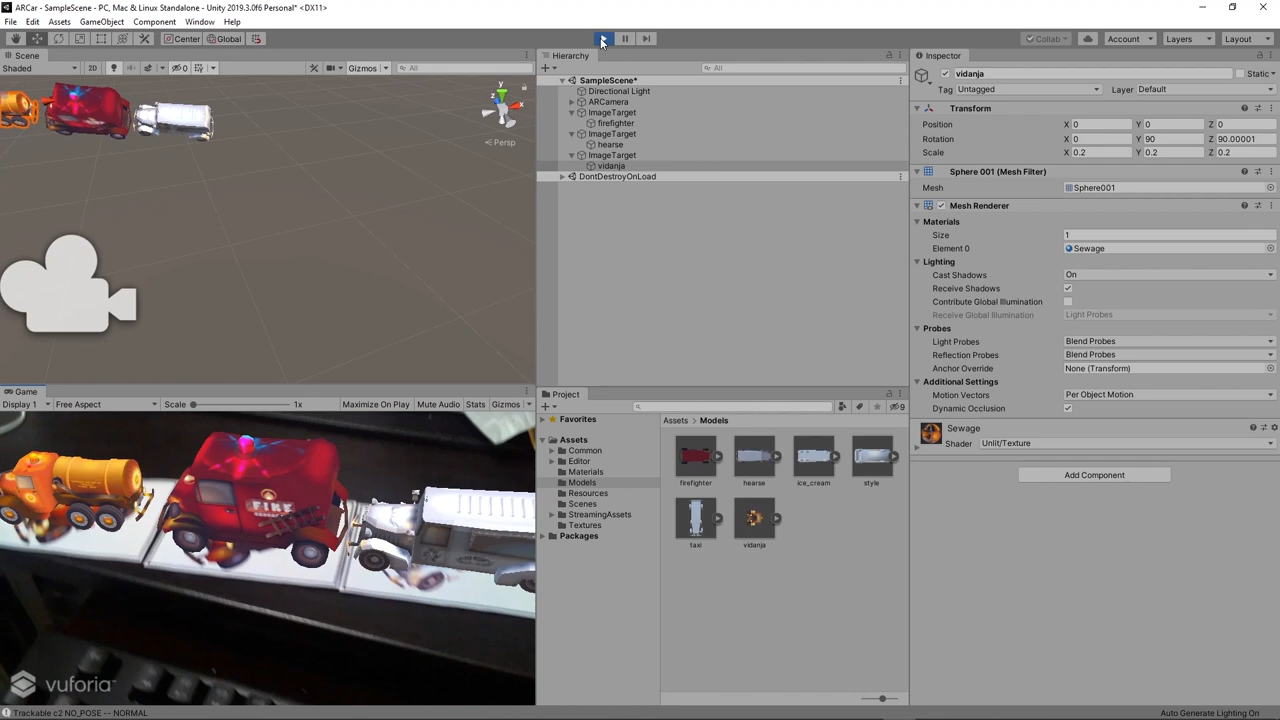 ARCar - SampleScene - PC, Mac & Linux Standalone - Unity 2019.3.0f6 Personal* <DX11>
File Edit Assets GameObject Component Window Help
Center Global Collab Account Layers Layout
Scene
Shaded 2D 0 Gizmos All
y
x
Persp
Hierarchy
All
SampleScene*
Directional Light
ARCamera
ImageTarget
firefighter
ImageTarget
hearse
ImageTarget
vidanja
DontDestroyOnLoad
Inspector
vidanja Static
Tag Untagged Layer Default
Transform
Position X 0 Y 0 Z 0
Rotation X 0 Y 90 Z 90.00001
Scale X 0.2 Y 0.2 Z 0.2
Sphere 001 (Mesh Filter)
Mesh Sphere001
Mesh Renderer
Materials
Size 1
Element 0 Sewage
Lighting
Cast Shadows On
Receive Shadows
Contribute Global Illumination
Receive Global Illumination Light Probes
Probes
Light Probes Blend Probes
Reflection Probes Blend Probes
Anchor Override None (Transform)
Additional Settings
Motion Vectors Per Object Motion
Dynamic Occlusion
Sewage
Shader Unlit/Texture
Add Component
Game
Display 1 Free Aspect Scale 1x Maximize On Play Mute Audio Stats Gizmos
FIRE
vuforia™
Project
9
Favorites
Assets
Common
Editor
Materials
Models
Resources
Scenes
StreamingAssets
Textures
Packages
Assets > Models
firefighter hearse ice_cream style
taxi vidanja
Trackable c2 NO_POSE -- NORMAL
Auto Generate Lighting On